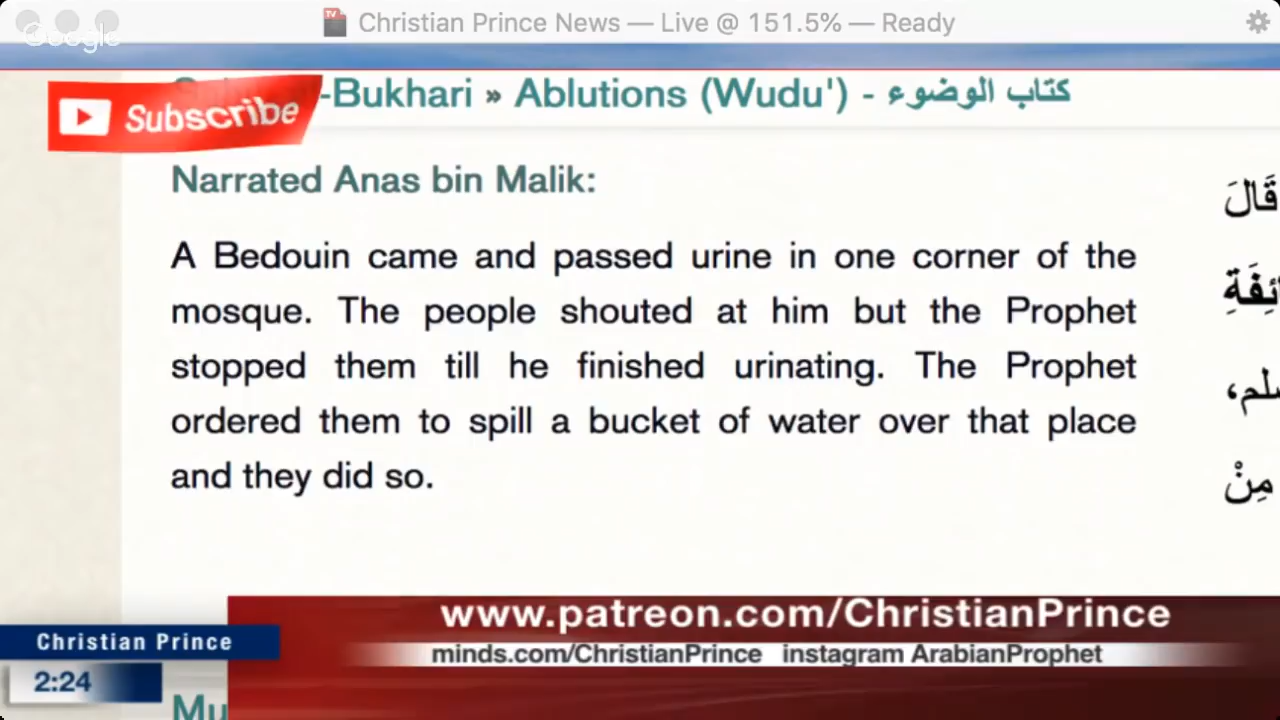 Christian Prince News — Live @ 151.5% — Ready
Google
Subscribe
-Bukhari » Ablutions (Wudu') - كتاب الوضوء
Narrated Anas bin Malik:
قَالَ
A Bedouin came and passed urine in one corner of the
mosque. The people shouted at him but the Prophet
stopped them till he finished urinating. The Prophet
ordered them to spill a bucket of water over that place
and they did so.
مِنْ
www.patreon.com/ChristianPrince
Christian Prince
minds.com/ChristianPrince instagram ArabianProphet
2:24